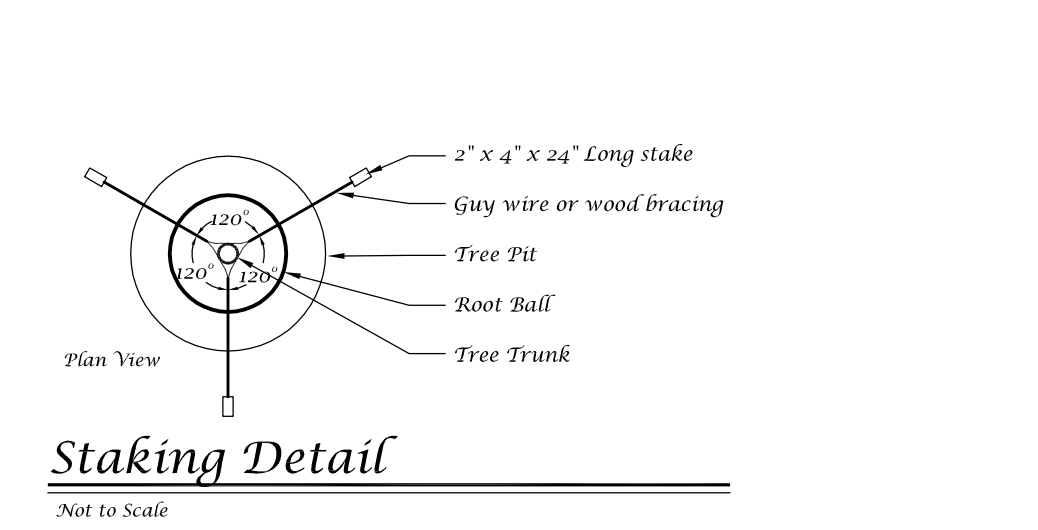 2" x 4" x 24" Long stake
Guy wire or wood bracing
120°
Tree Pit
120°
120°
Root Ball
Tree Trunk
Plan View
Staking Detail
Not to Scale